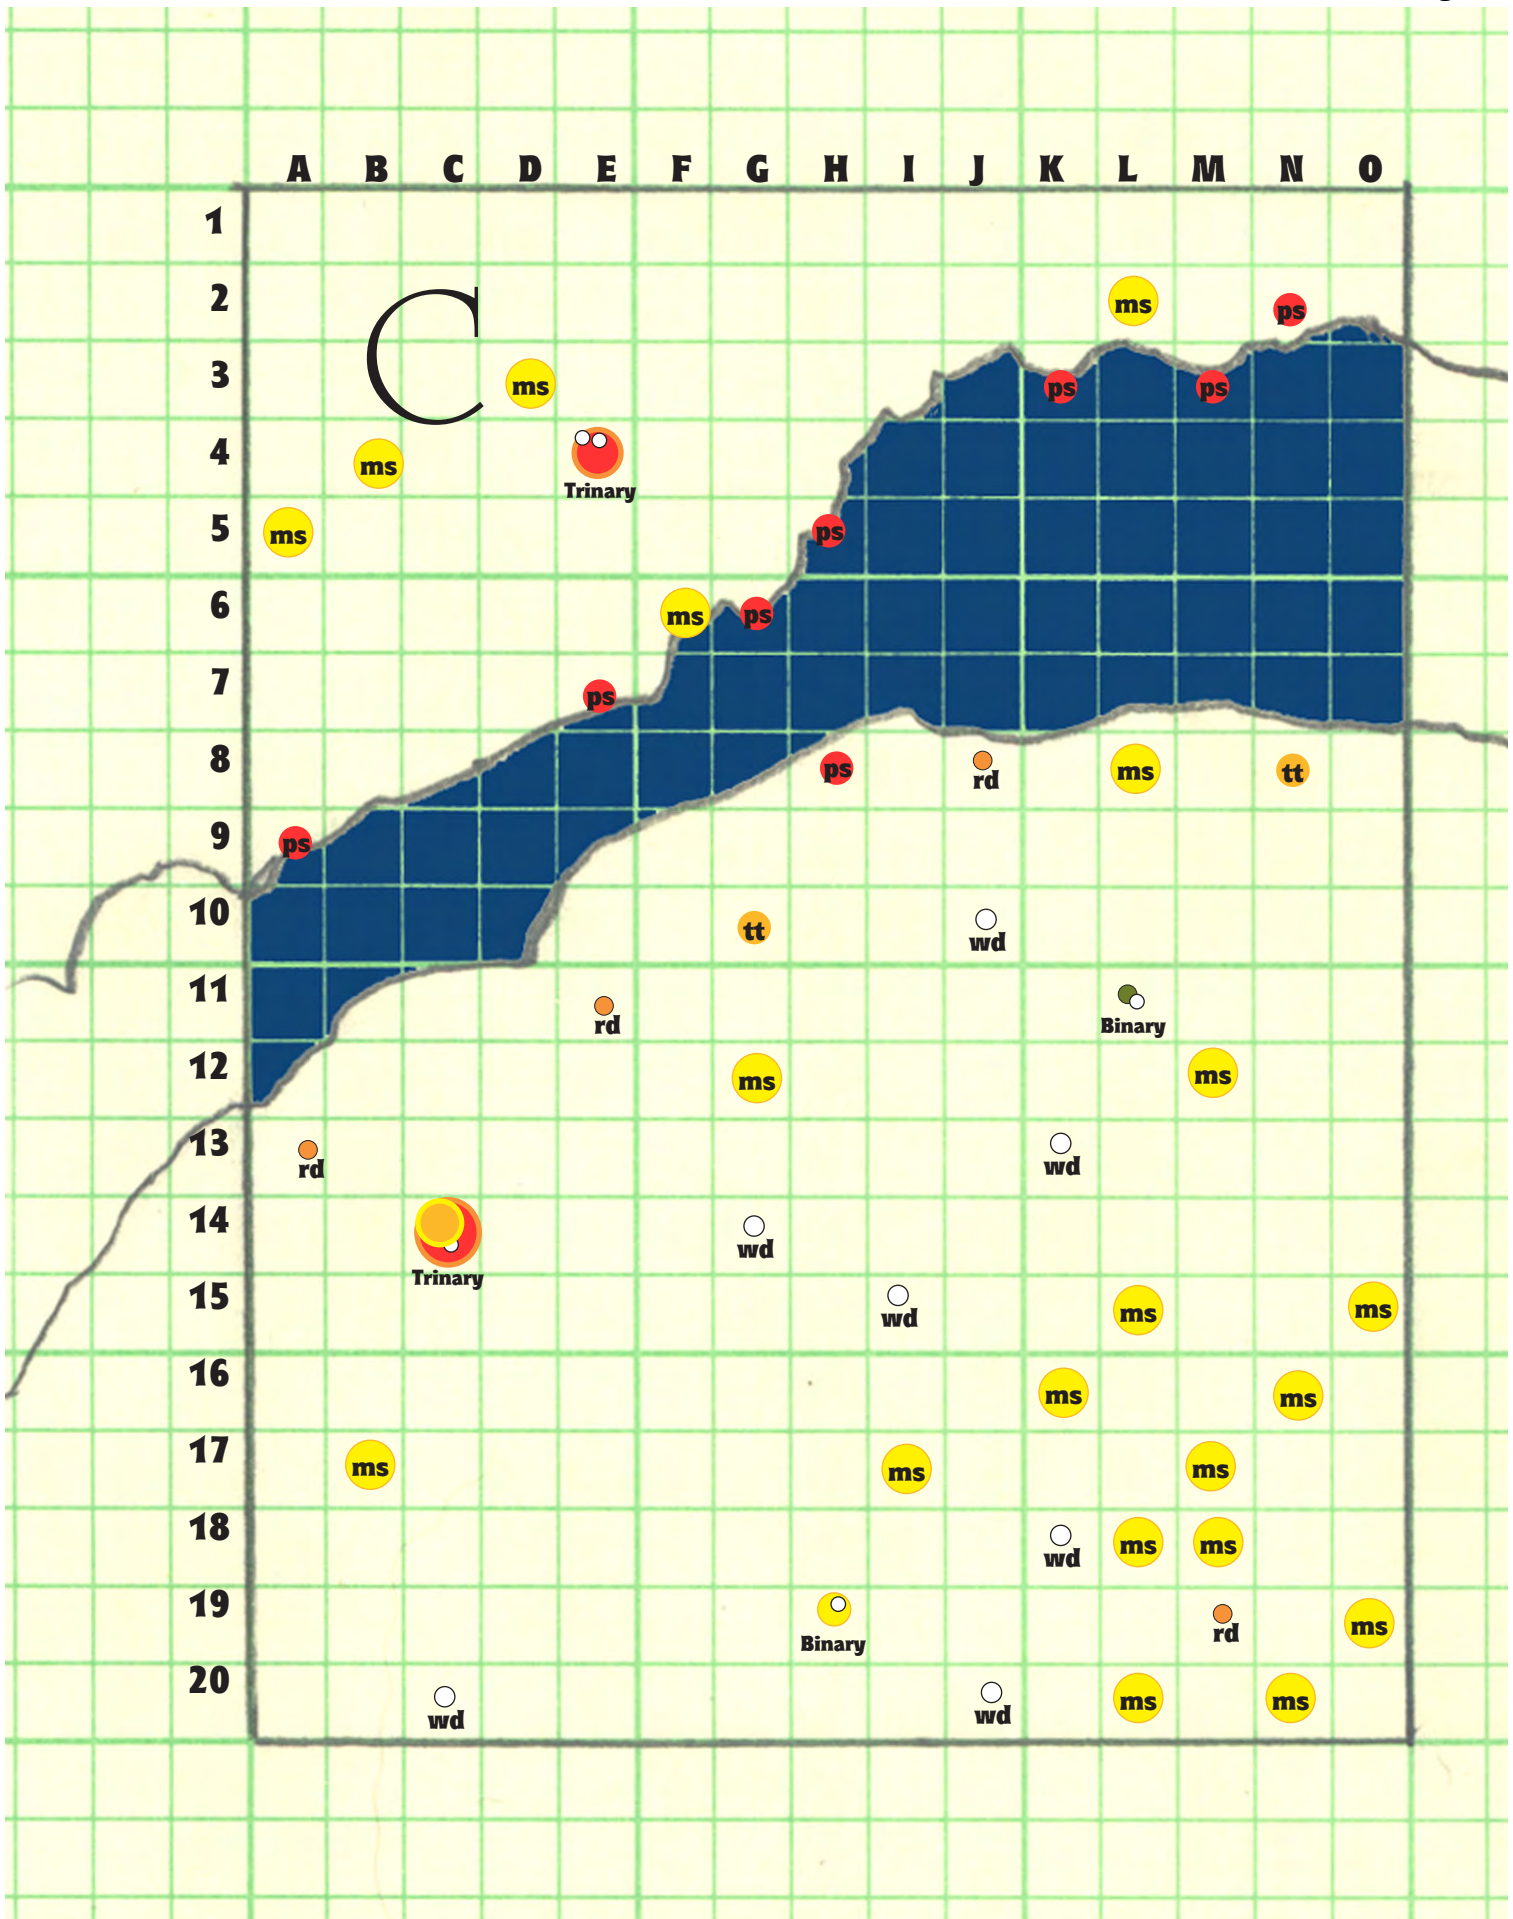 A B C D E F G H I J K L M N O
1
2 ms ps
C
3 ms ps ps
4 ms
Trinary
5 ms ps
6 ms ps
7 ps
8 ps rd ms tt
9 ps
10 tt wd
11 rd Binary
12 ms ms
13 rd wd
14 wd
Trinary
15 wd ms ms
16 ms ms
17 ms ms ms
18 wd ms ms
19 rd ms
Binary
20 wd wd ms ms